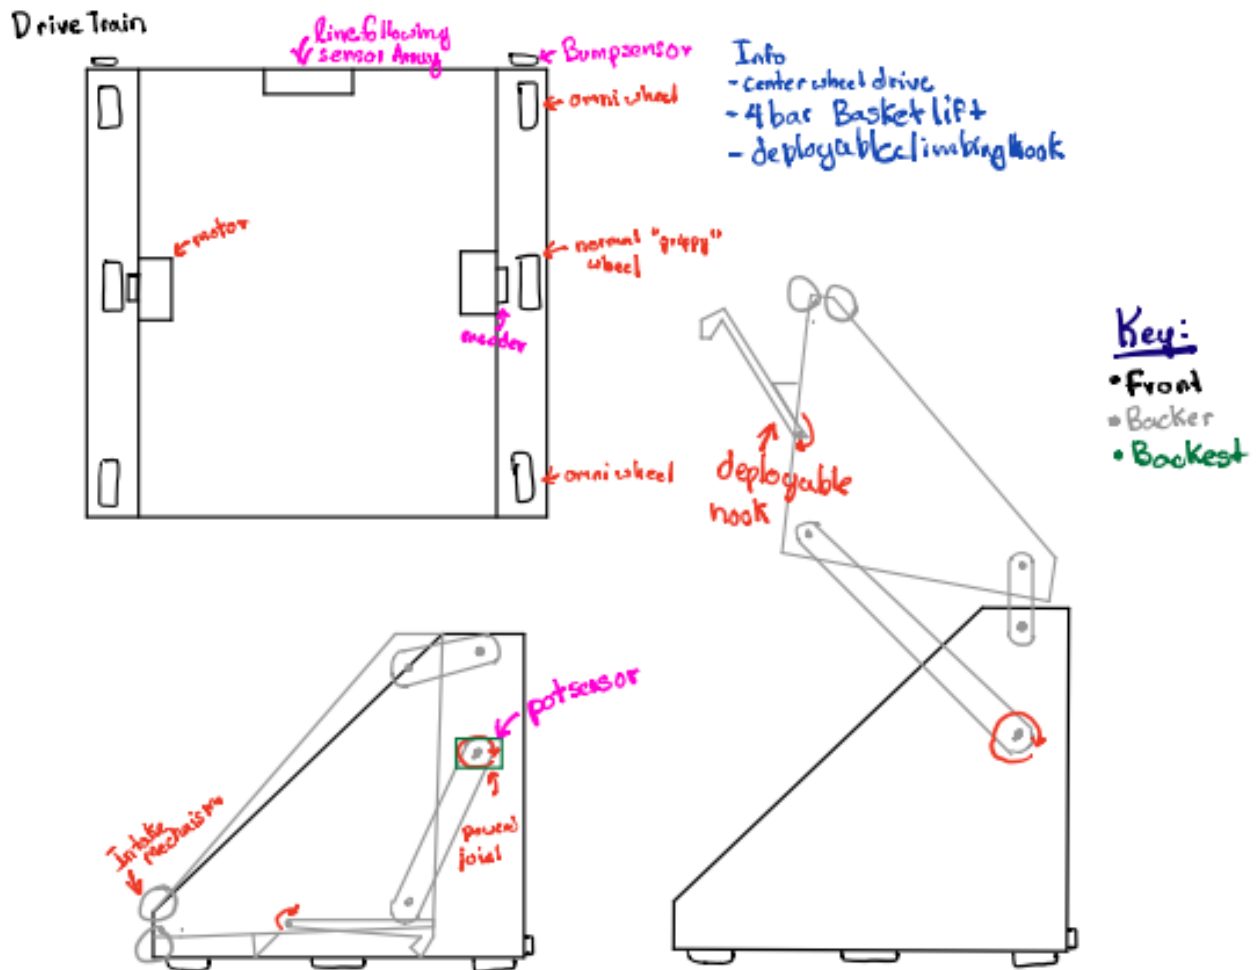 Drive Train
line following
sensor Array
Bumpsensor
omni wheel
Info
- center wheel drive
- 4 bar Basket lift
- deployable climbing Hook
motor
normal "grippy"
wheel
encoder
omni wheel
deployable
hook
Key:
• Front
• Backer
• Backest
pot sensor
Intake
mechanism
powered
joint